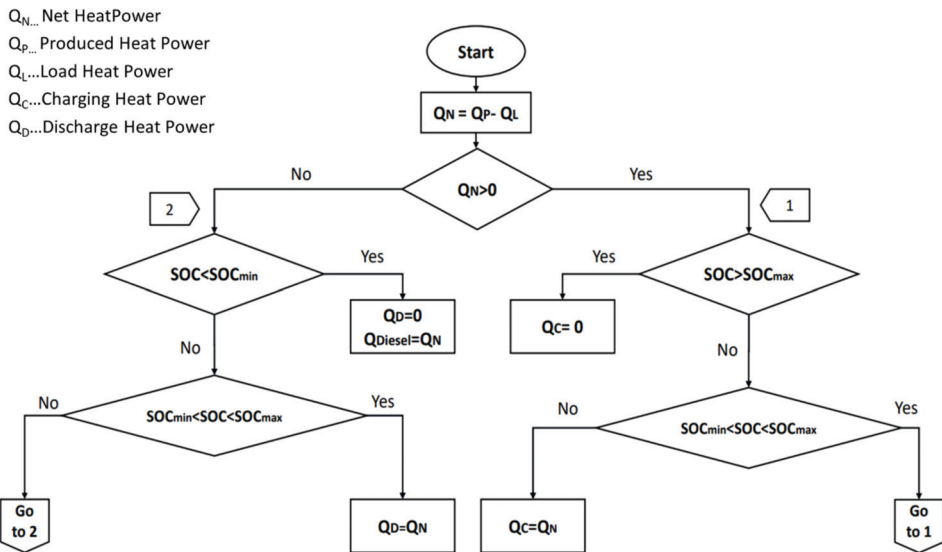 QN... Net HeatPower
QP... Produced Heat Power
QL...Load Heat Power
QC...Charging Heat Power
QD...Discharge Heat Power
Start
QN = QP- QL
No
QN>0
Yes
2
1
SOC<SOCmin
Yes
Yes
SOC>SOCmax
QD=0
QDiesel=QN
QC= 0
No
No
No
SOCmin<SOC<SOCmax
Yes
No
SOCmin<SOC<SOCmax
Yes
Go
to 2
QD=QN
QC=QN
Go
to 1